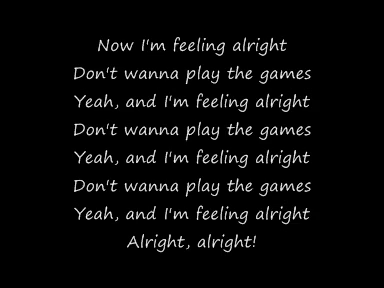 Now I'm feeling alright
Don't wanna play the games
Yeah, and I'm feeling alright
Don't wanna play the games
Yeah, and I'm feeling alright
Don't wanna play the games
Yeah, and I'm feeling alright
Alright, alright!